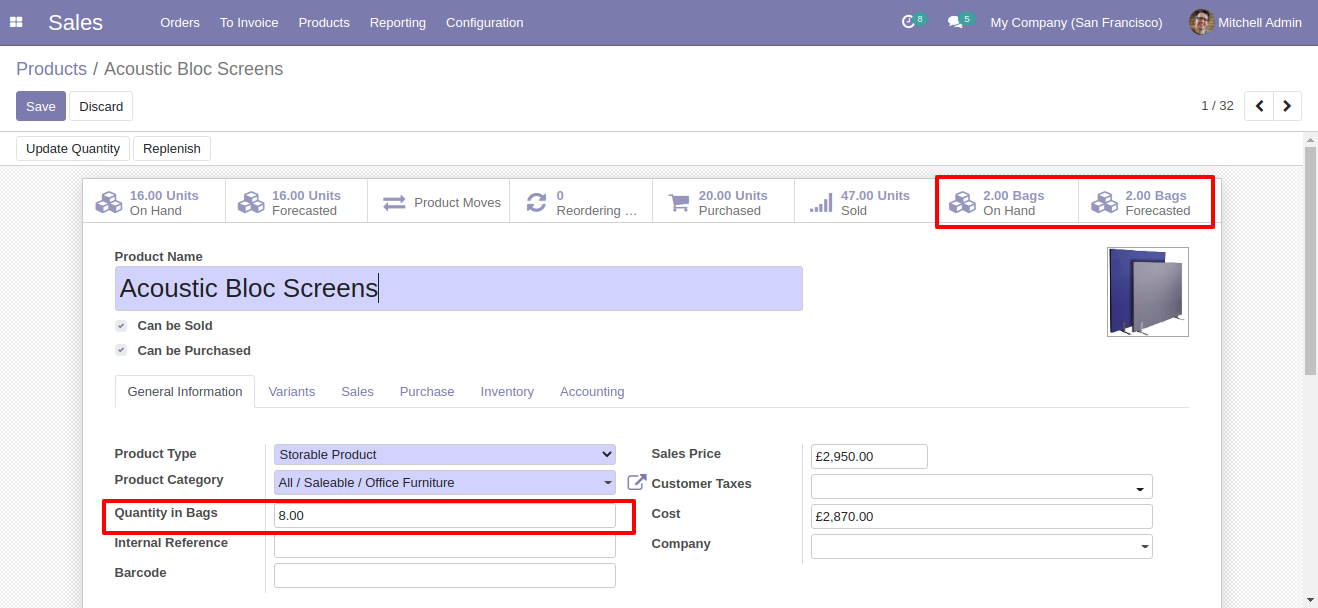 Sales Orders To Invoice Products Reporting Configuration 8 5 My Company (San Francisco) Mitchell Admin
Products / Acoustic Bloc Screens
Save Discard 1 / 32
Update Quantity Replenish
16.00 Units On Hand
16.00 Units Forecasted
Product Moves
0 Reordering ...
20.00 Units Purchased
47.00 Units Sold
2.00 Bags On Hand
2.00 Bags Forecasted
Product Name
Acoustic Bloc Screens
Can be Sold
Can be Purchased
General Information Variants Sales Purchase Inventory Accounting
Product Type Storable Product
Product Category All / Saleable / Office Furniture
Quantity in Bags 8.00
Internal Reference
Barcode
Sales Price £2,950.00
Customer Taxes
Cost £2,870.00
Company